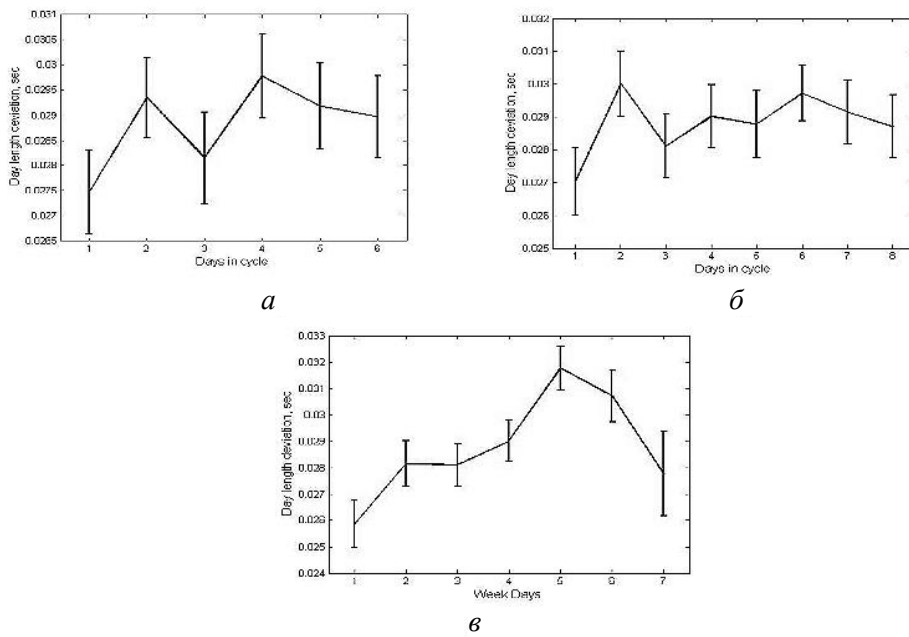 Day length deviation, sec
0.031
0.0305
0.03
0.0295
0.029
0.0285
0.028
0.0275
0.027
0.0265
1 2 3 4 5 6
Days in cycle
а
Day length deviation, sec
0.032
0.031
0.03
0.029
0.028
0.027
0.026
0.025
1 2 3 4 5 6 7 8
Days in cycle
б
Day length deviation, sec
0.033
0.032
0.031
0.03
0.029
0.028
0.027
0.026
0.025
0.024
1 2 3 4 5 6 7
Week Days
в